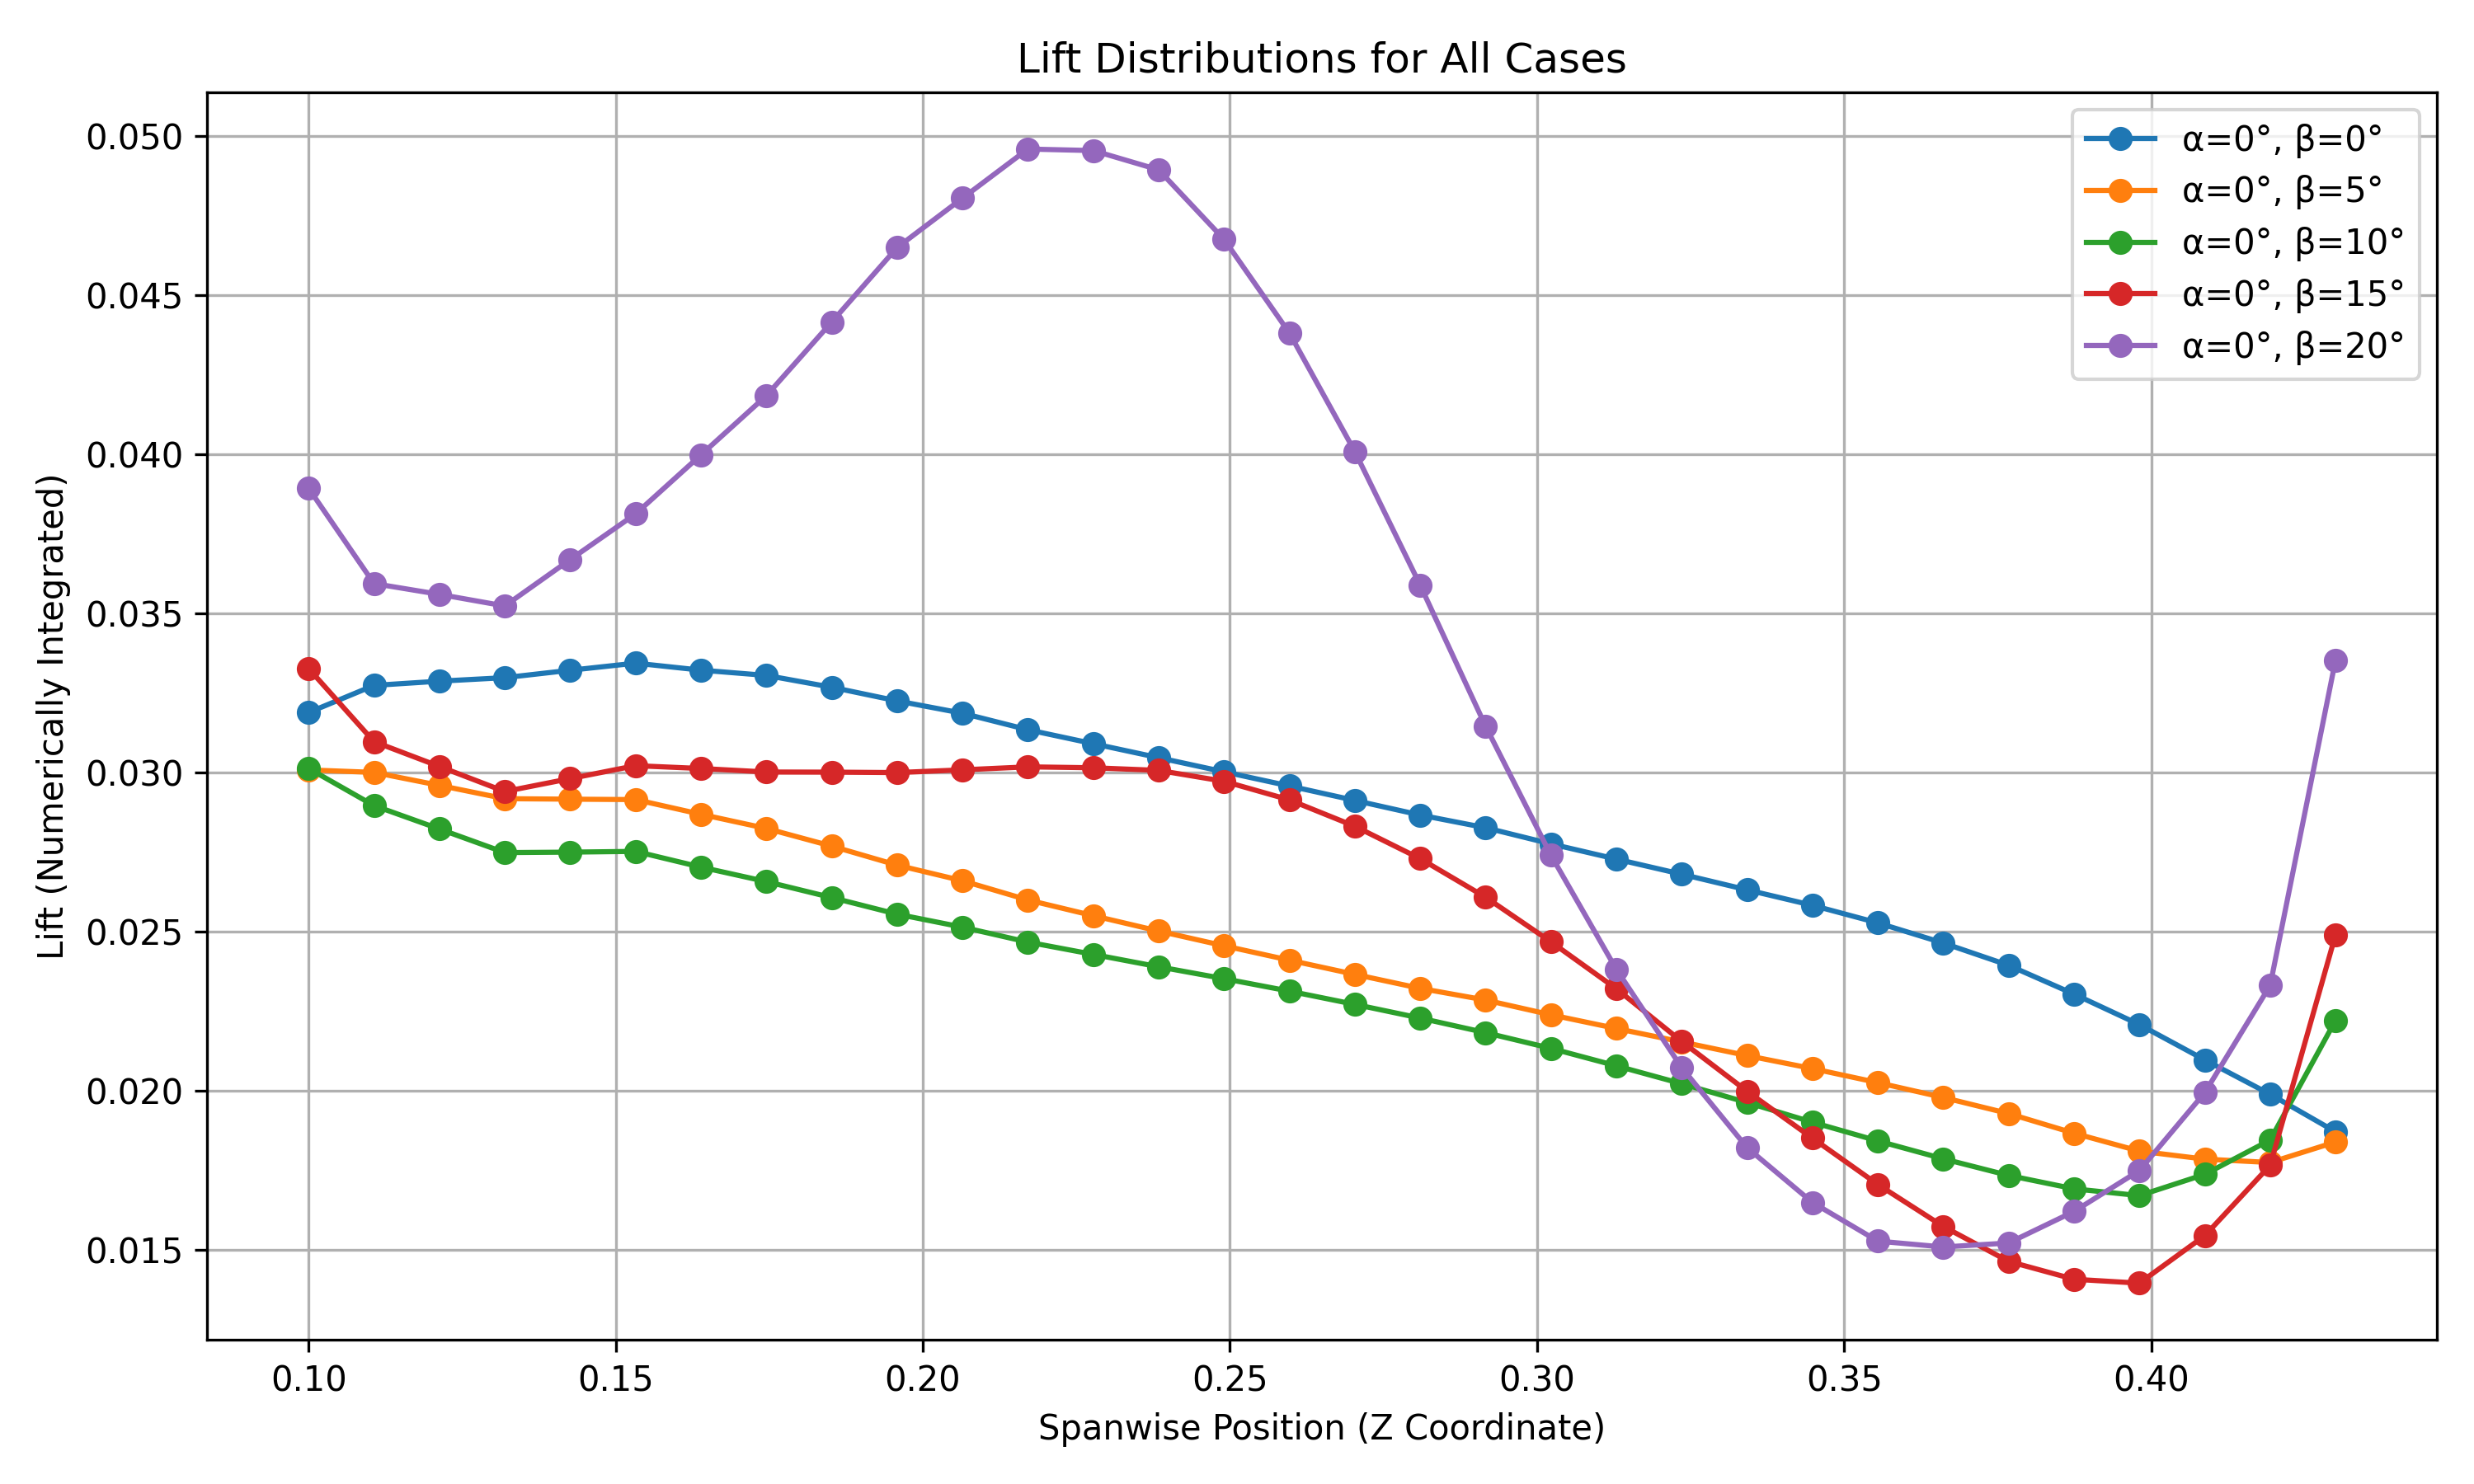 Lift Distributions for All Cases
α=0°, β=0°
α=0°, β=5°
α=0°, β=10°
α=0°, β=15°
α=0°, β=20°
Lift (Numerically Integrated)
0.050
0.045
0.040
0.035
0.030
0.025
0.020
0.015
0.10 0.15 0.20 0.25 0.30 0.35 0.40
Spanwise Position (Z Coordinate)